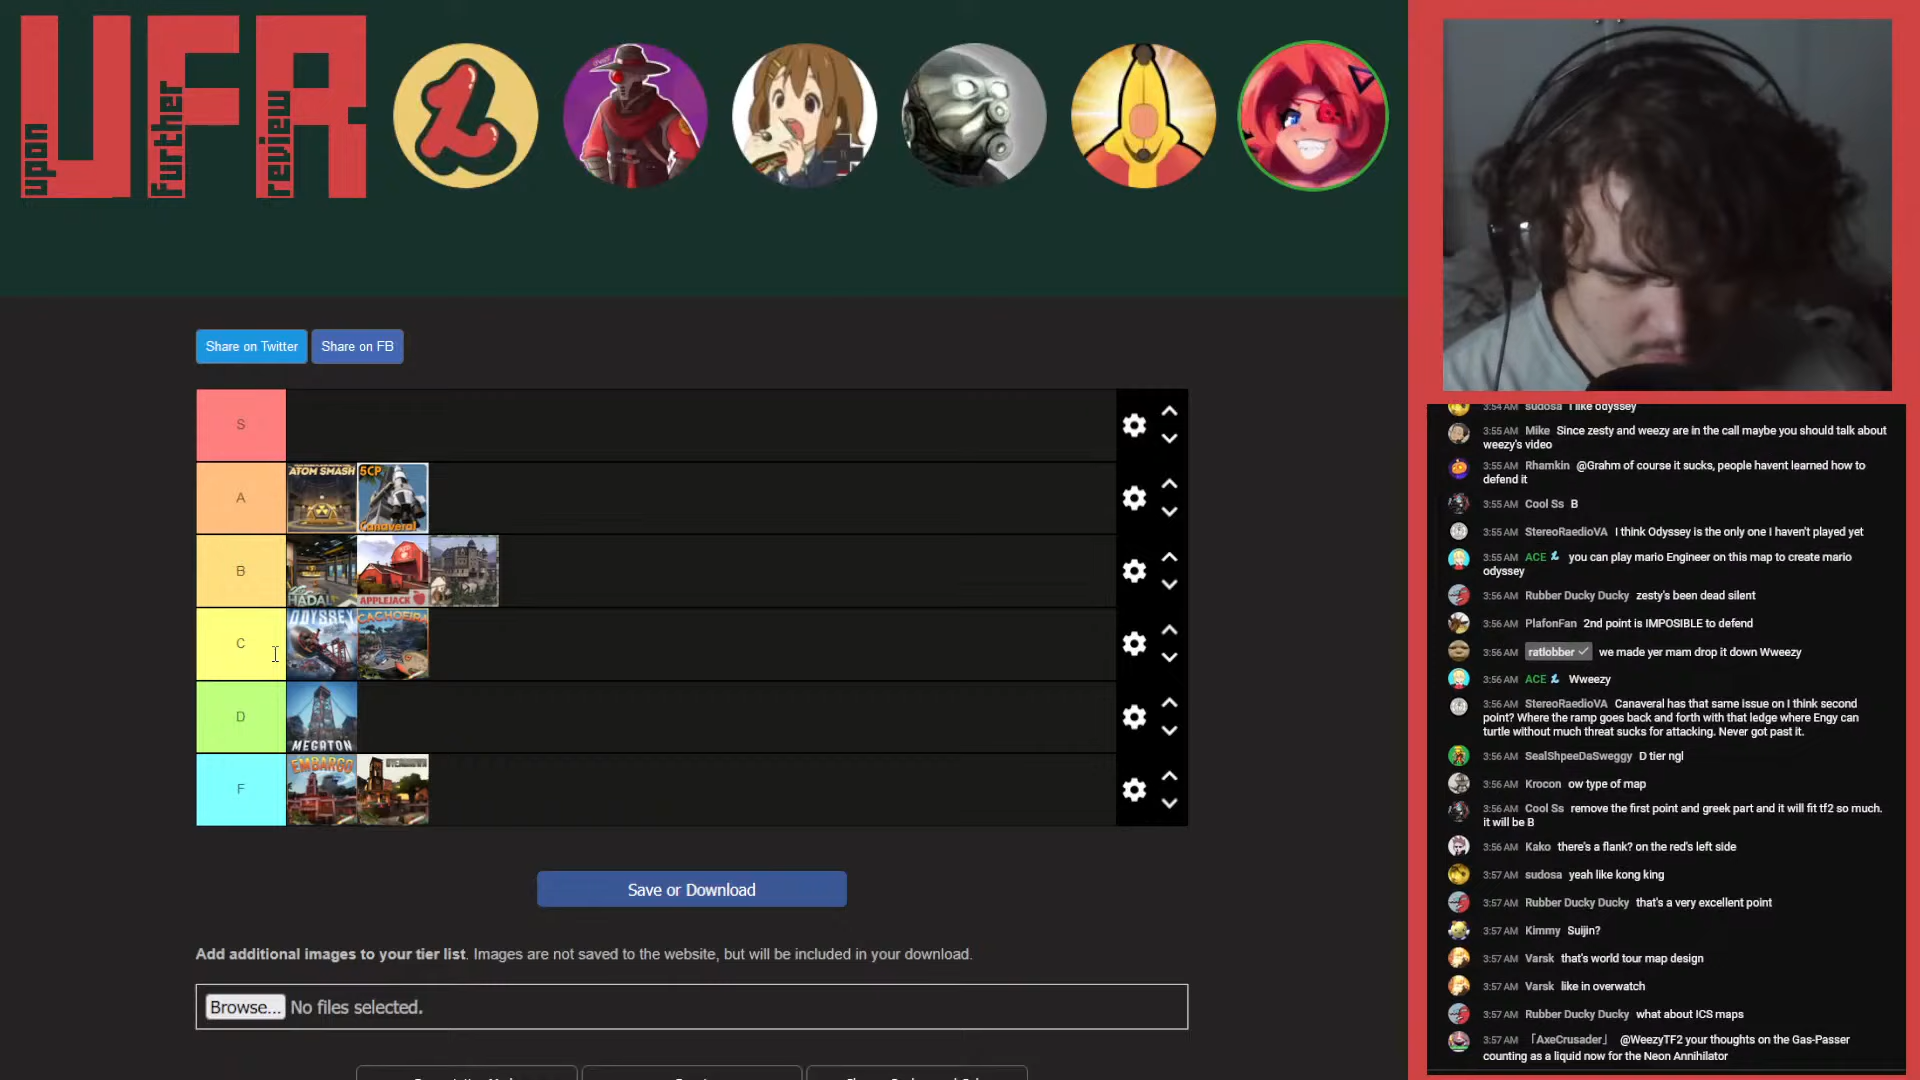 upon
further
review
UFR
Share on Twitter
Share on FB
S
A
ATOM SMASH
5CP
Canaveral
B
HADAL
APPLEJACK
C
ODYSSEY
CACHOEIRA
D
MEGATON
F
EMBARGO
Save or Download
Add additional images to your tier list. Images are not saved to the website, but will be included in your download.
Browse... No files selected.
3:54 AM sudosa I like odyssey
3:55 AM Mike Since zesty and weezy are in the call maybe you should talk about
weezy's video
3:55 AM Rhamkin @Grahm of course it sucks, people havent learned how to
defend it
3:55 AM Cool Ss B
3:55 AM StereoRaedioVA I think Odyssey is the only one I haven't played yet
3:55 AM ACE you can play mario Engineer on this map to create mario
odyssey
3:56 AM Rubber Ducky Ducky zesty's been dead silent
3:56 AM PlafonFan 2nd point is IMPOSIBLE to defend
3:56 AM ratlobber we made yer mam drop it down Wweezy
3:56 AM ACE Wweezy
3:56 AM StereoRaedioVA Canaveral has that same issue on I think second
point? Where the ramp goes back and forth with that ledge where Engy can
turtle without much threat sucks for attacking. Never got past it.
3:56 AM SealShpeeDaSweggy D tier ngl
3:56 AM Krocon ow type of map
3:56 AM Cool Ss remove the first point and greek part and it will fit tf2 so much.
it will be B
3:56 AM Kako there's a flank? on the red's left side
3:57 AM sudosa yeah like kong king
3:57 AM Rubber Ducky Ducky that's a very excellent point
3:57 AM Kimmy Suijin?
3:57 AM Varsk that's world tour map design
3:57 AM Varsk like in overwatch
3:57 AM Rubber Ducky Ducky what about ICS maps
3:57 AM 「AxeCrusader」 @WeezyTF2 your thoughts on the Gas-Passer
counting as a liquid now for the Neon Annihilator